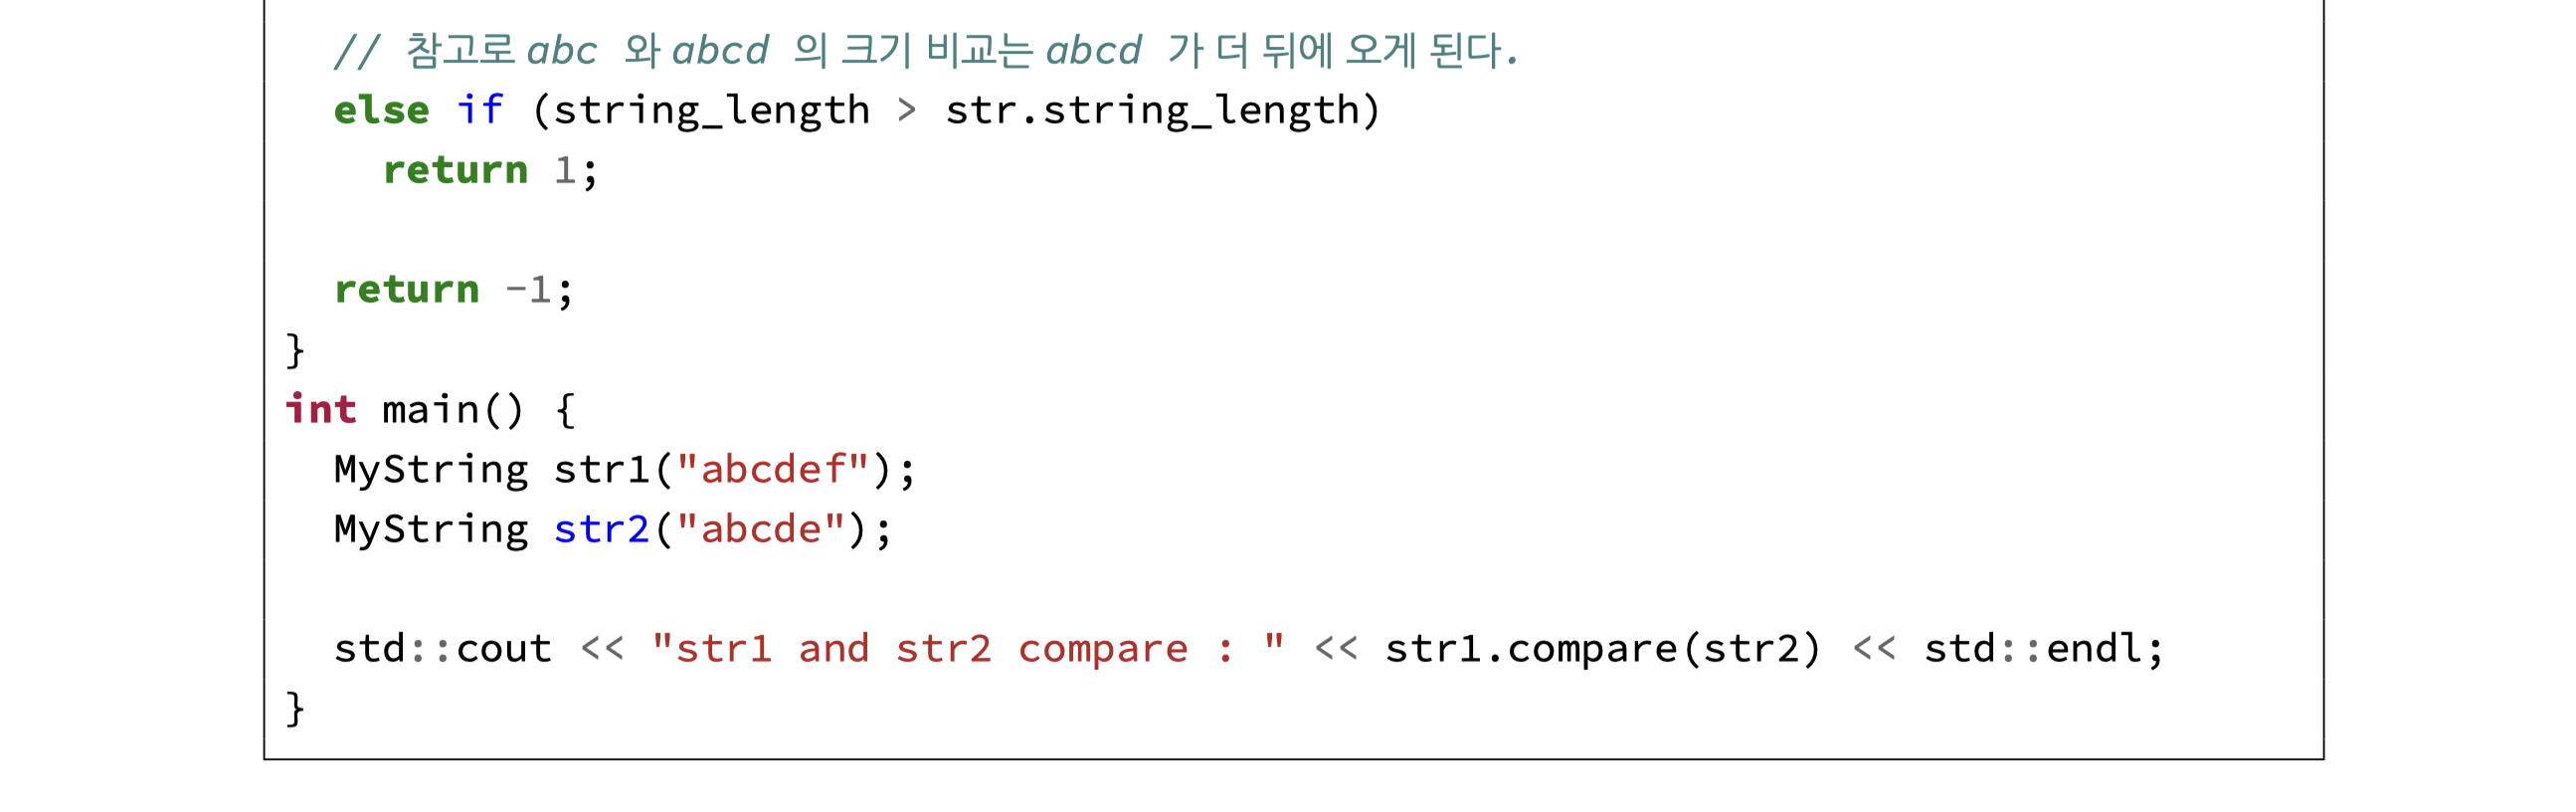 // 참고로 abc 와 abcd 의 크기 비교는 abcd 가 더 뒤에 오게 된다.
else if (string_length > str.string_length)
return 1;
return -1;
}
int main() {
MyString str1("abcdef");
MyString str2("abcde");
std::cout << "str1 and str2 compare : " << str1.compare(str2) << std::endl;
}